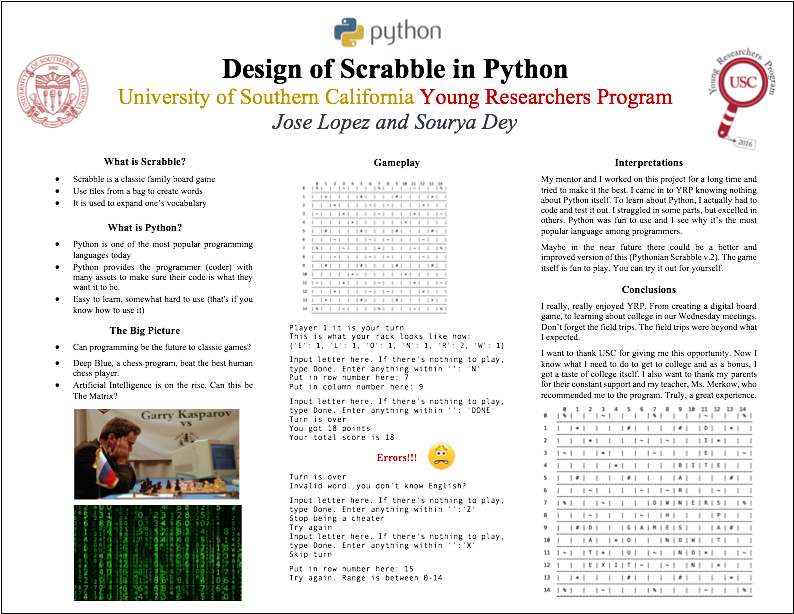 python
Design of Scrabble in Python
University of Southern California Young Researchers Program
Jose Lopez and Sourya Dey
Young Researchers Program
USC
2016
What is Scrabble?
• Scrabble is a classic family board game
• Use tiles from a bag to create words
• It is used to expand one's vocabulary
What is Python?
• Python is one of the most popular programming
languages today
• Python provides the programmer (coder) with
many assets to make sure their code is what they
want it to be.
• Easy to learn, somewhat hard to use (that's if you
know how to use it)
The Big Picture
• Can programming be the future to classic games?
• Deep Blue, a chess program, beat the best human
chess player.
• Artificial Intelligence is on the rise. Can this be
The Matrix?
Garry Kasparov
vs
Gameplay
Player 1 it is your turn
This is what your rack looks like now:
{'E': 1, 'L': 1, 'O': 1, 'N': 1, 'R': 2, 'W': 1}
Input letter here. If there's nothing to play,
type Done. Enter anything within '': 'N'
Put in row number here: 7
Put in column number here: 9
Input letter here. If there's nothing to play,
type Done. Enter anything within '': 'DONE'
Turn is over
You got 18 points
Your total score is 18
Errors!!!
Turn is over
Invalid word..you don't know English?
Input letter here. If there's nothing to play,
type Done. Enter anything within '':'Z'
Stop being a cheater
Try again
Input letter here. If there's nothing to play,
type Done. Enter anything within '':'X'
Skip turn
Put in row number here: 15
Try again. Range is between 0-14
Interpretations
My mentor and I worked on this project for a long time and
tried to make it the best. I came in to YRP knowing nothing
about Python itself. To learn about Python, I actually had to
code and test it out. I struggled in some parts, but excelled in
others. Python was fun to use and I see why it's the most
popular language among programmers.
Maybe in the near future there could be a better and
improved version of this (Pythonian Scrabble v.2). The game
itself is fun to play. You can try it out for yourself.
Conclusions
I really, really enjoyed YRP. From creating a digital board
game, to learning about college in our Wednesday meetings.
Don't forget the field trips. The field trips were beyond what
I expected.
I want to thank USC for giving me this opportunity. Now I
know what I need to do to get to college and as a bonus, I
got a taste of college itself. I also want to thank my parents
for their constant support and my teacher, Ms. Merkow, who
recommended me to the program. Truly, a great experience.
0 1 2 3 4 5 6 7 8 9 10 11 12 13 14